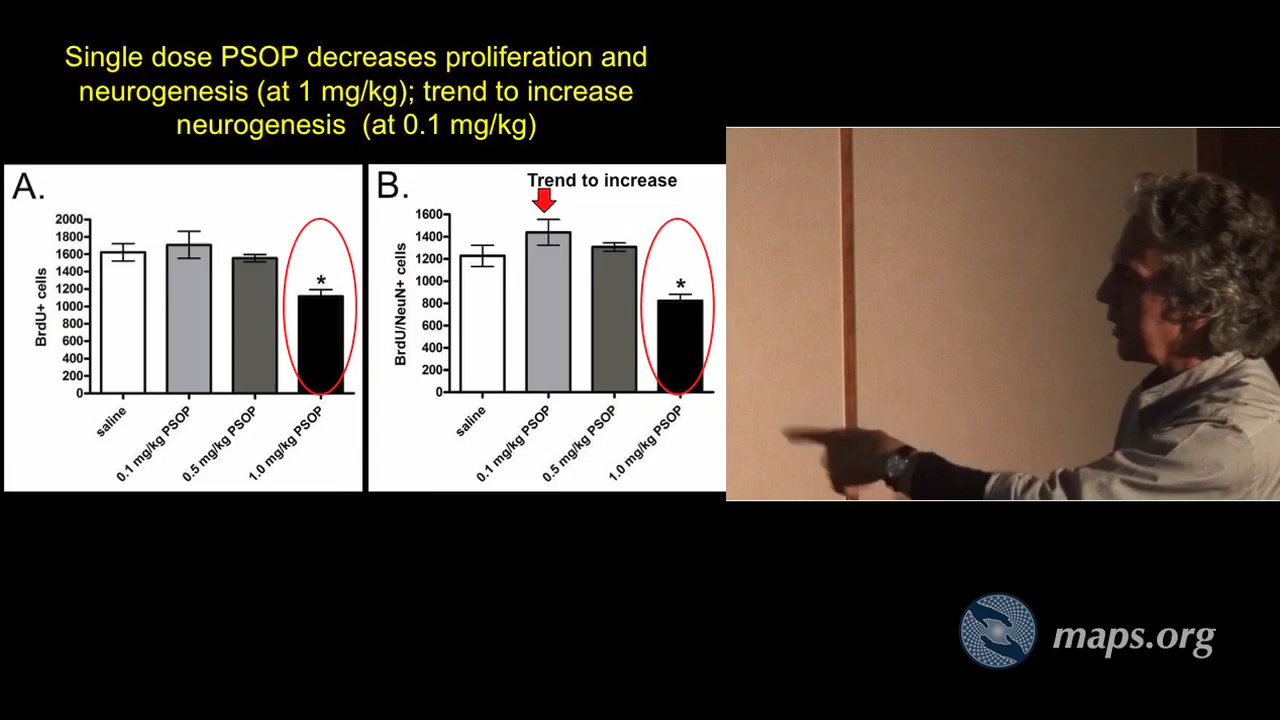 Single dose PSOP decreases proliferation and
neurogenesis (at 1 mg/kg); trend to increase
neurogenesis (at 0.1 mg/kg)
A.
2000
1800
1600
1400
1200
1000
800
600
400
200
0
BrdU+ cells
*
saline
0.1 mg/kg PSOP
0.5 mg/kg PSOP
1.0 mg/kg PSOP
B.
Trend to increase
1600
1400
1200
1000
800
600
400
200
0
BrdU/NeuN+ cells
*
saline
0.1 mg/kg PSOP
0.5 mg/kg PSOP
1.0 mg/kg PSOP
maps.org